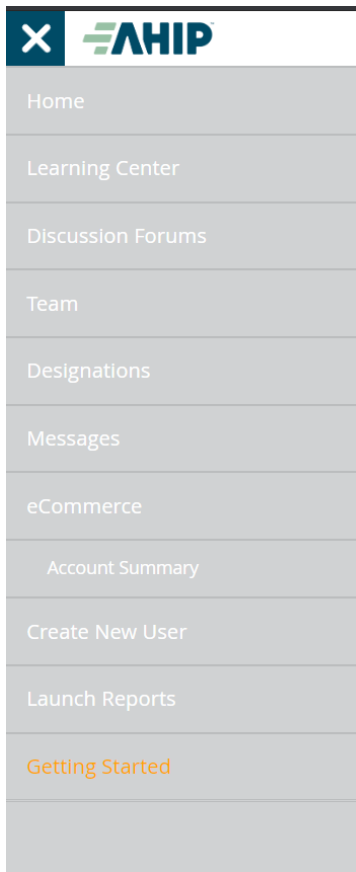 AHIP
Home
Learning Center
Discussion Forums
Team
Designations
Messages
eCommerce
Account Summary
Create New User
Launch Reports
Getting Started